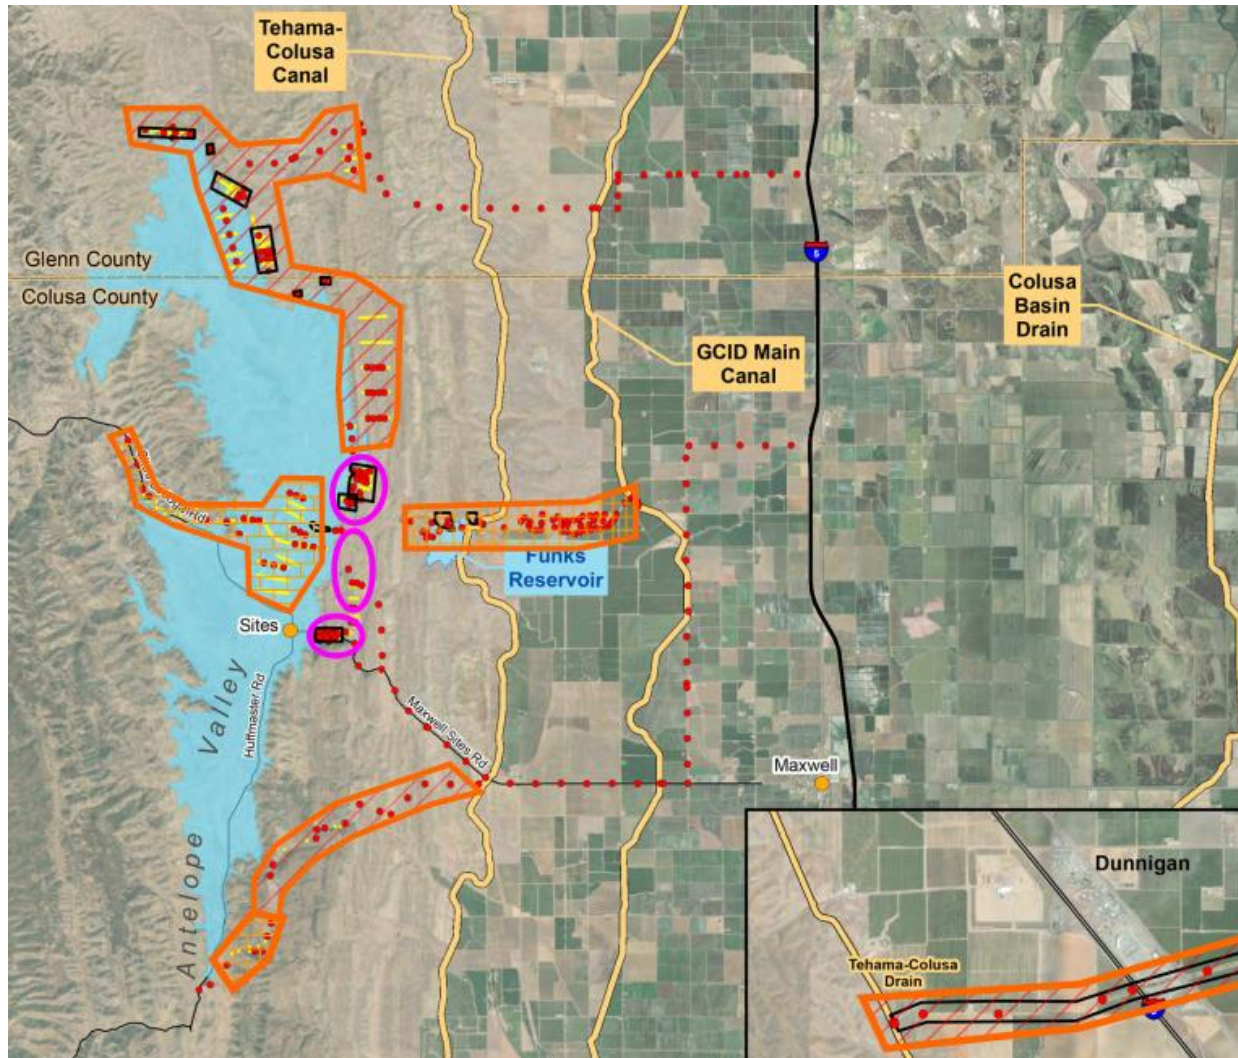 Tehama-
Colusa
Canal
Glenn County
Colusa County
5
Colusa
Basin
Drain
GCID Main
Canal
Funks
Reservoir
Sites
Valley
Huffmaster Rd
Maxwell Sites Rd
Maxwell
Antelope
Dunnigan
Tehama-Colusa
Drain